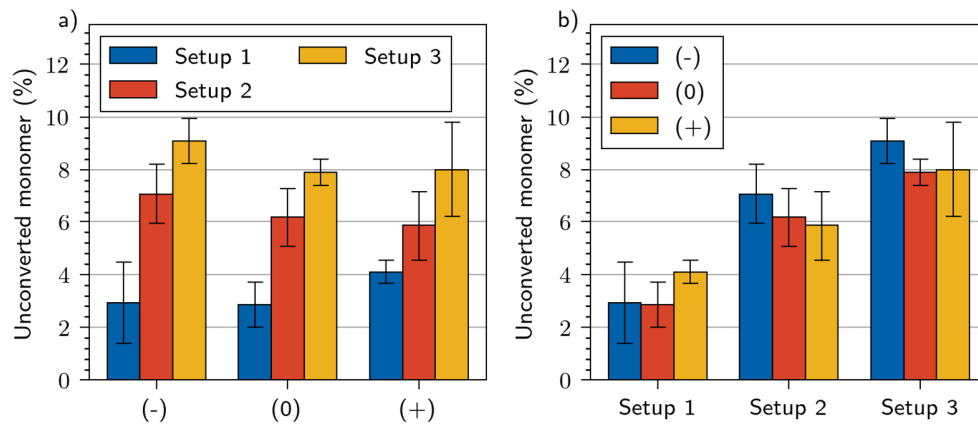 a)
Unconverted monomer (%)
12
10
8
6
4
2
0
Setup 1
Setup 2
Setup 3
(-)
(0)
(+)
b)
Unconverted monomer (%)
12
10
8
6
4
2
0
(-)
(0)
(+)
Setup 1
Setup 2
Setup 3